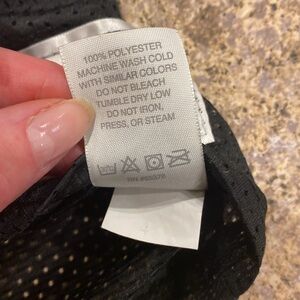 100% POLYESTER
MACHINE WASH COLD
WITH SIMILAR COLORS
DO NOT BLEACH
TUMBLE DRY LOW
DO NOT IRON,
PRESS, OR STEAM